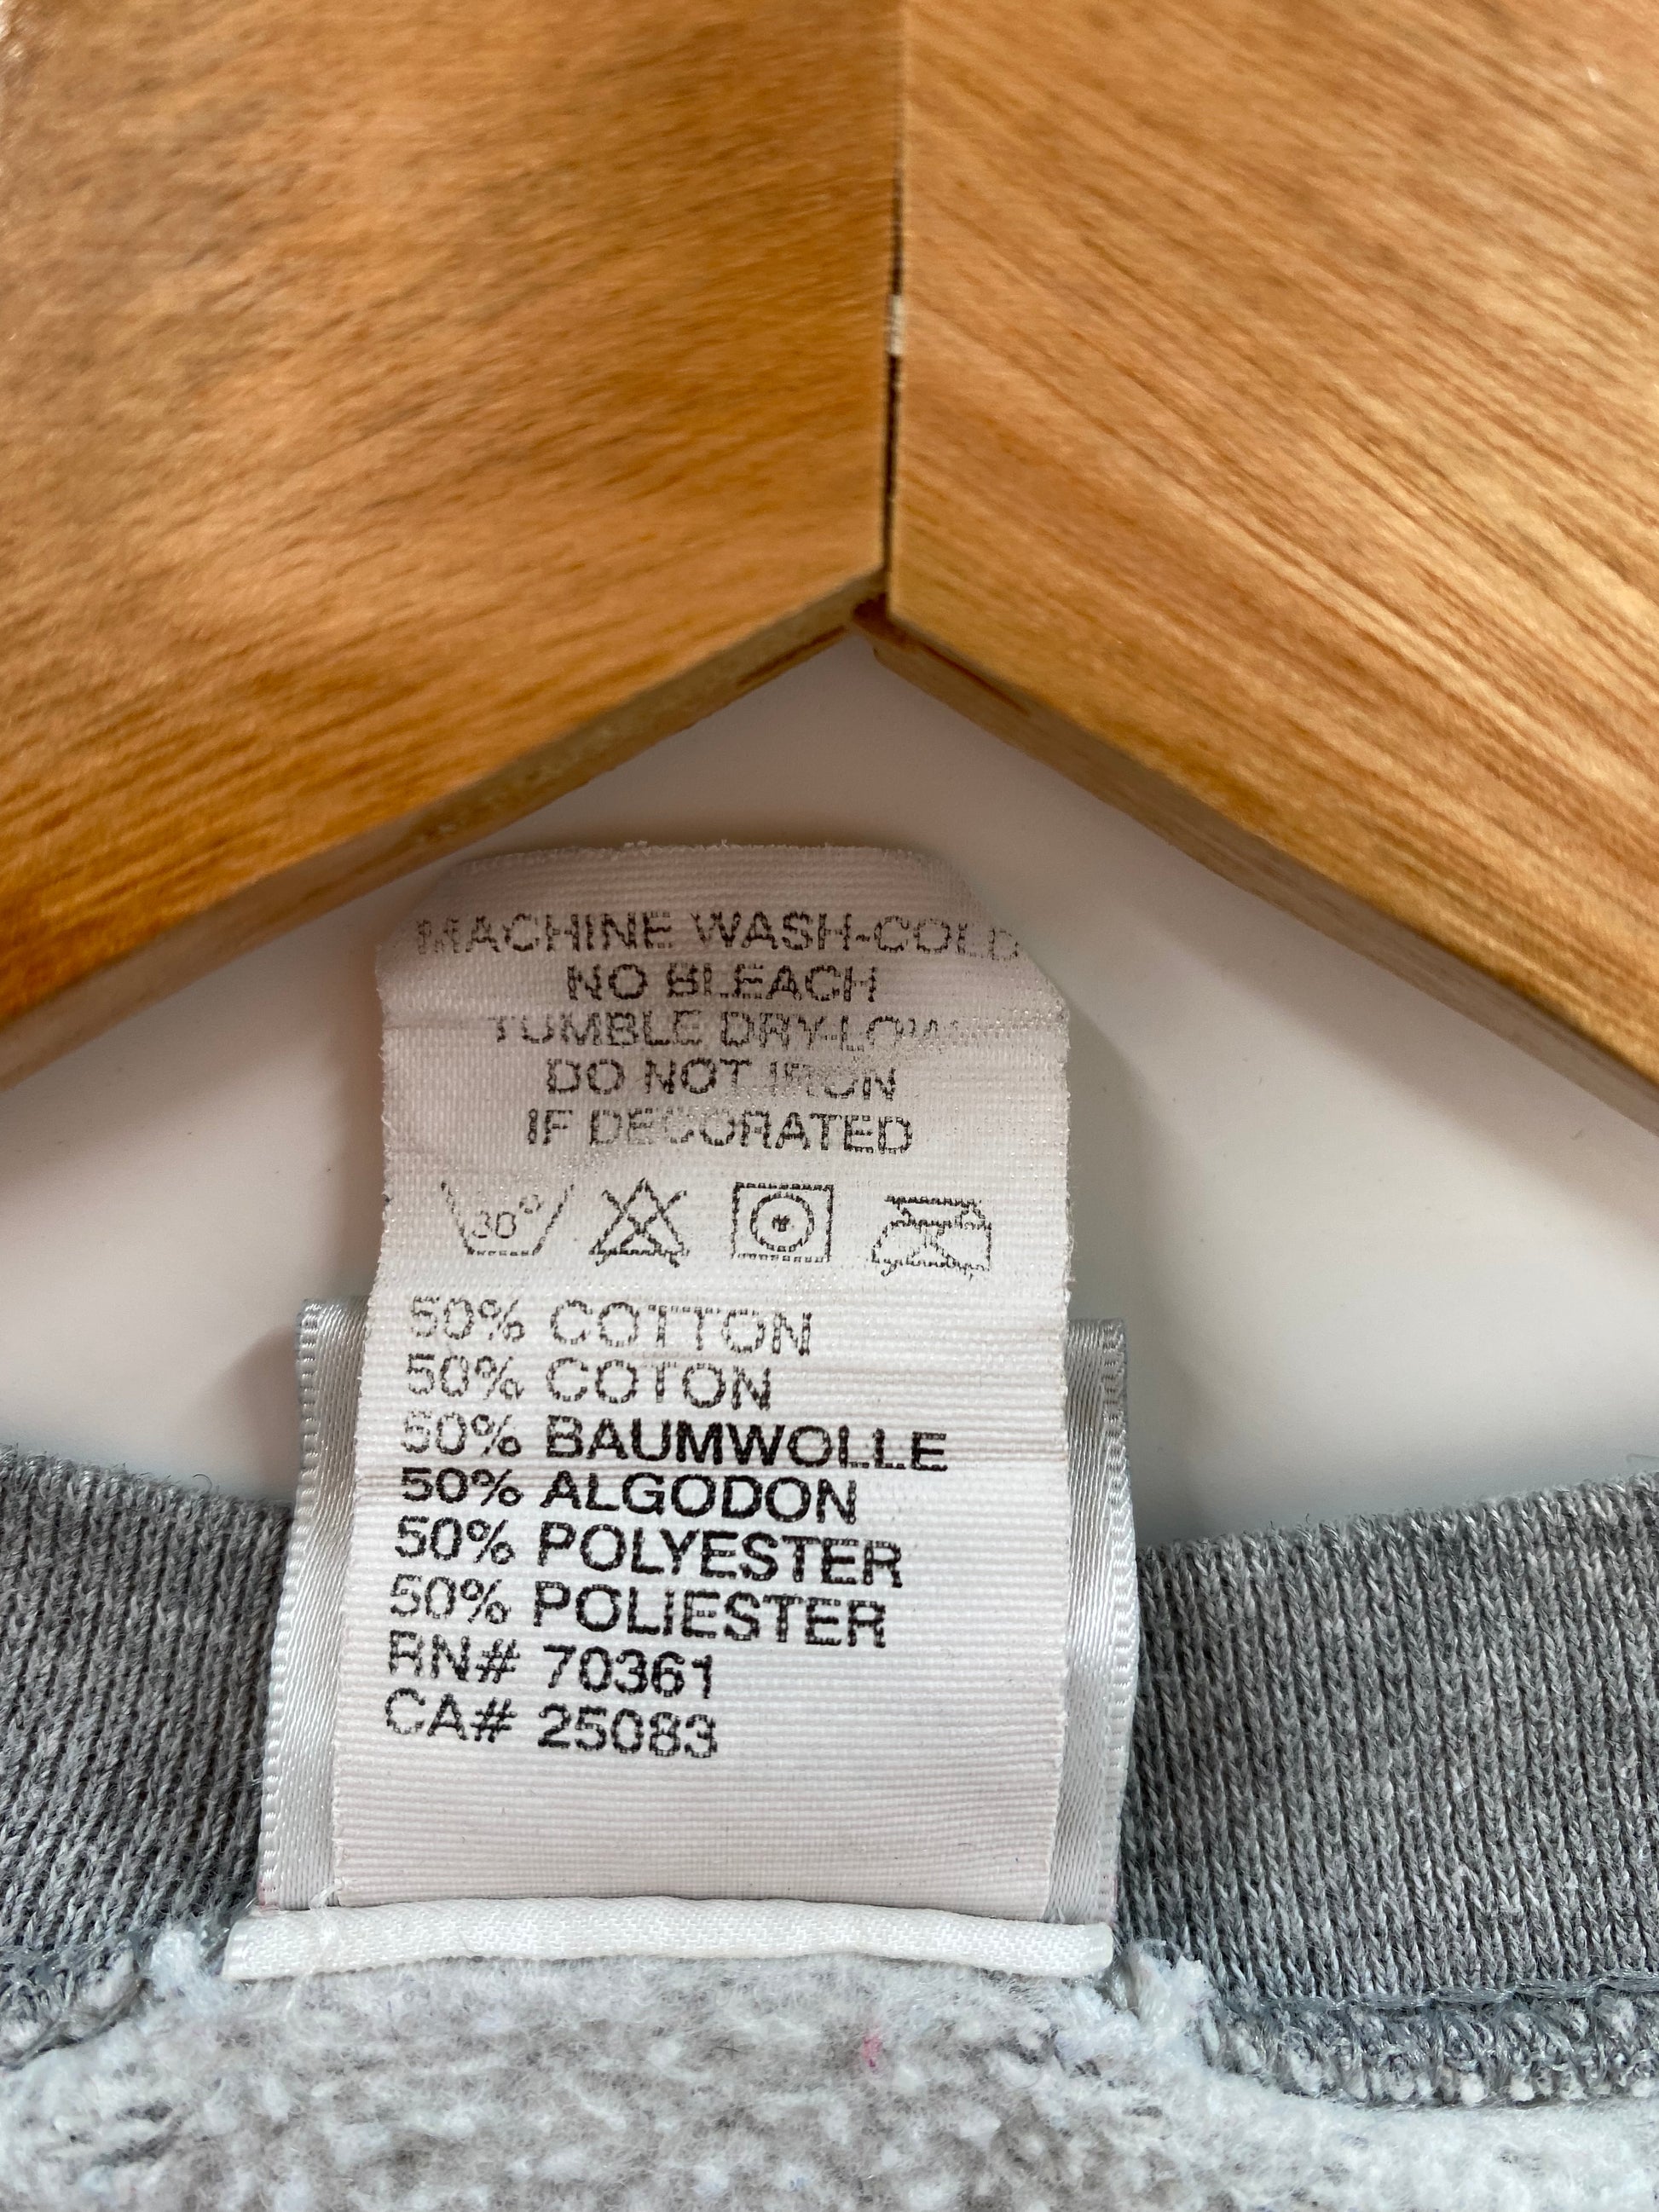 MACHINE WASH-COLD
NO BLEACH
TUMBLE DRY-LOW
DO NOT IRON
IF DECORATED
30°
50% COTTON
50% COTON
50% BAUMWOLLE
50% ALGODON
50% POLYESTER
50% POLIESTER
RN# 70361
CA# 25083